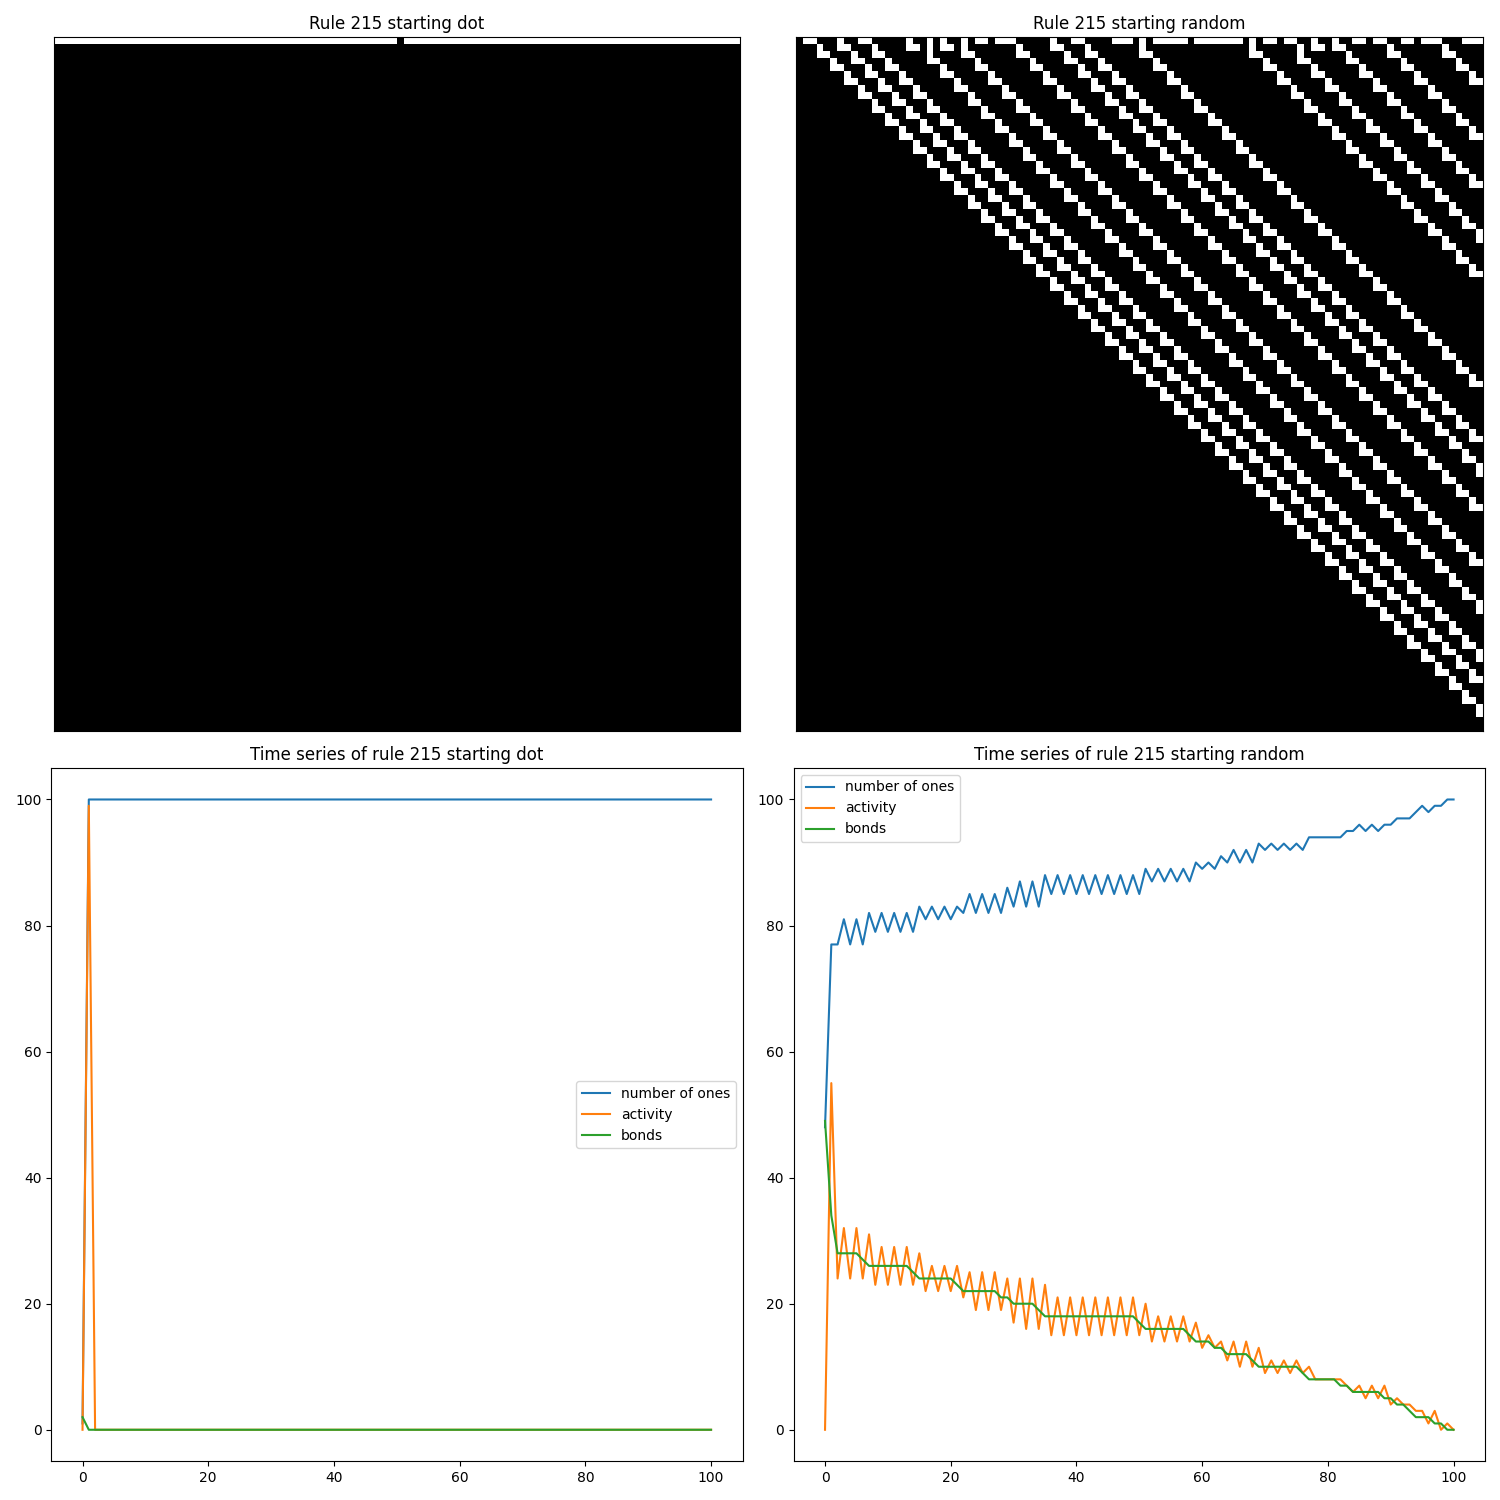 Rule 215 starting dot
Rule 215 starting random
Time series of rule 215 starting dot
100
80
60
40
20
0
number of ones
activity
bonds
0 20 40 60 80 100
Time series of rule 215 starting random
number of ones
activity
bonds
100
80
60
40
20
0
0 20 40 60 80 100